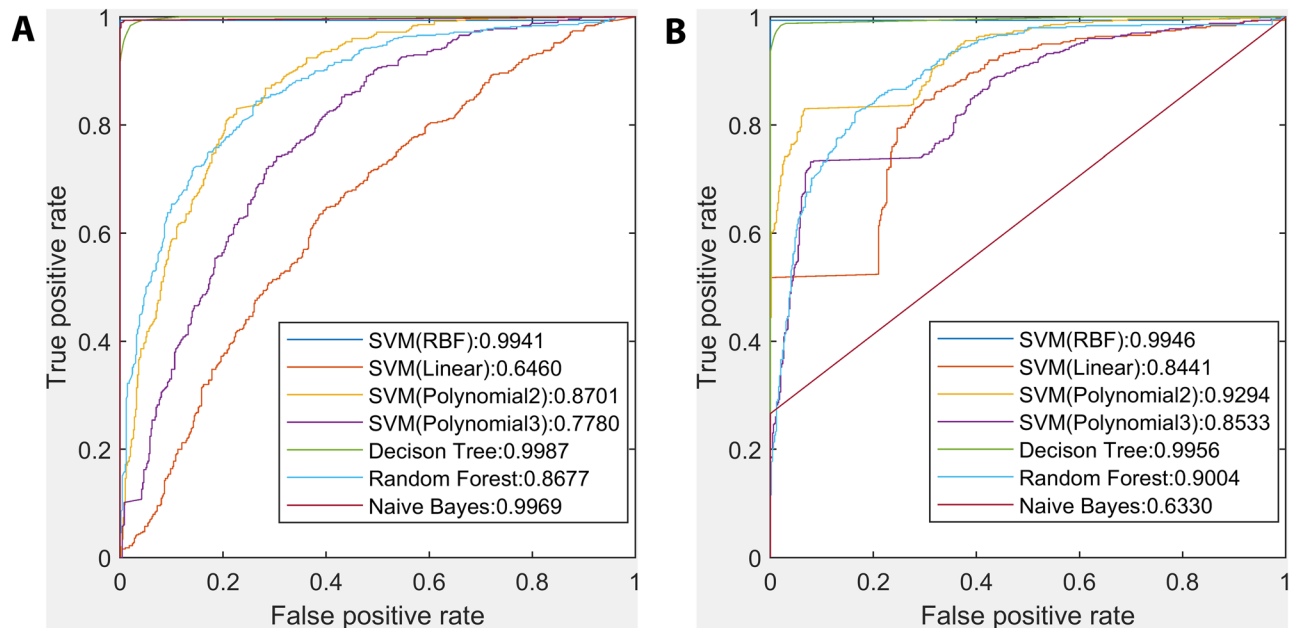 A
1
0.8
0.6
0.4
0.2
0
True positive rate
SVM(RBF):0.9941
SVM(Linear):0.6460
SVM(Polynomial2):0.8701
SVM(Polynomial3):0.7780
Decison Tree:0.9987
Random Forest:0.8677
Naive Bayes:0.9969
0 0.2 0.4 0.6 0.8 1
False positive rate
B
1
0.8
0.6
0.4
0.2
0
True positive rate
SVM(RBF):0.9946
SVM(Linear):0.8441
SVM(Polynomial2):0.9294
SVM(Polynomial3):0.8533
Decison Tree:0.9956
Random Forest:0.9004
Naive Bayes:0.6330
0 0.2 0.4 0.6 0.8 1
False positive rate